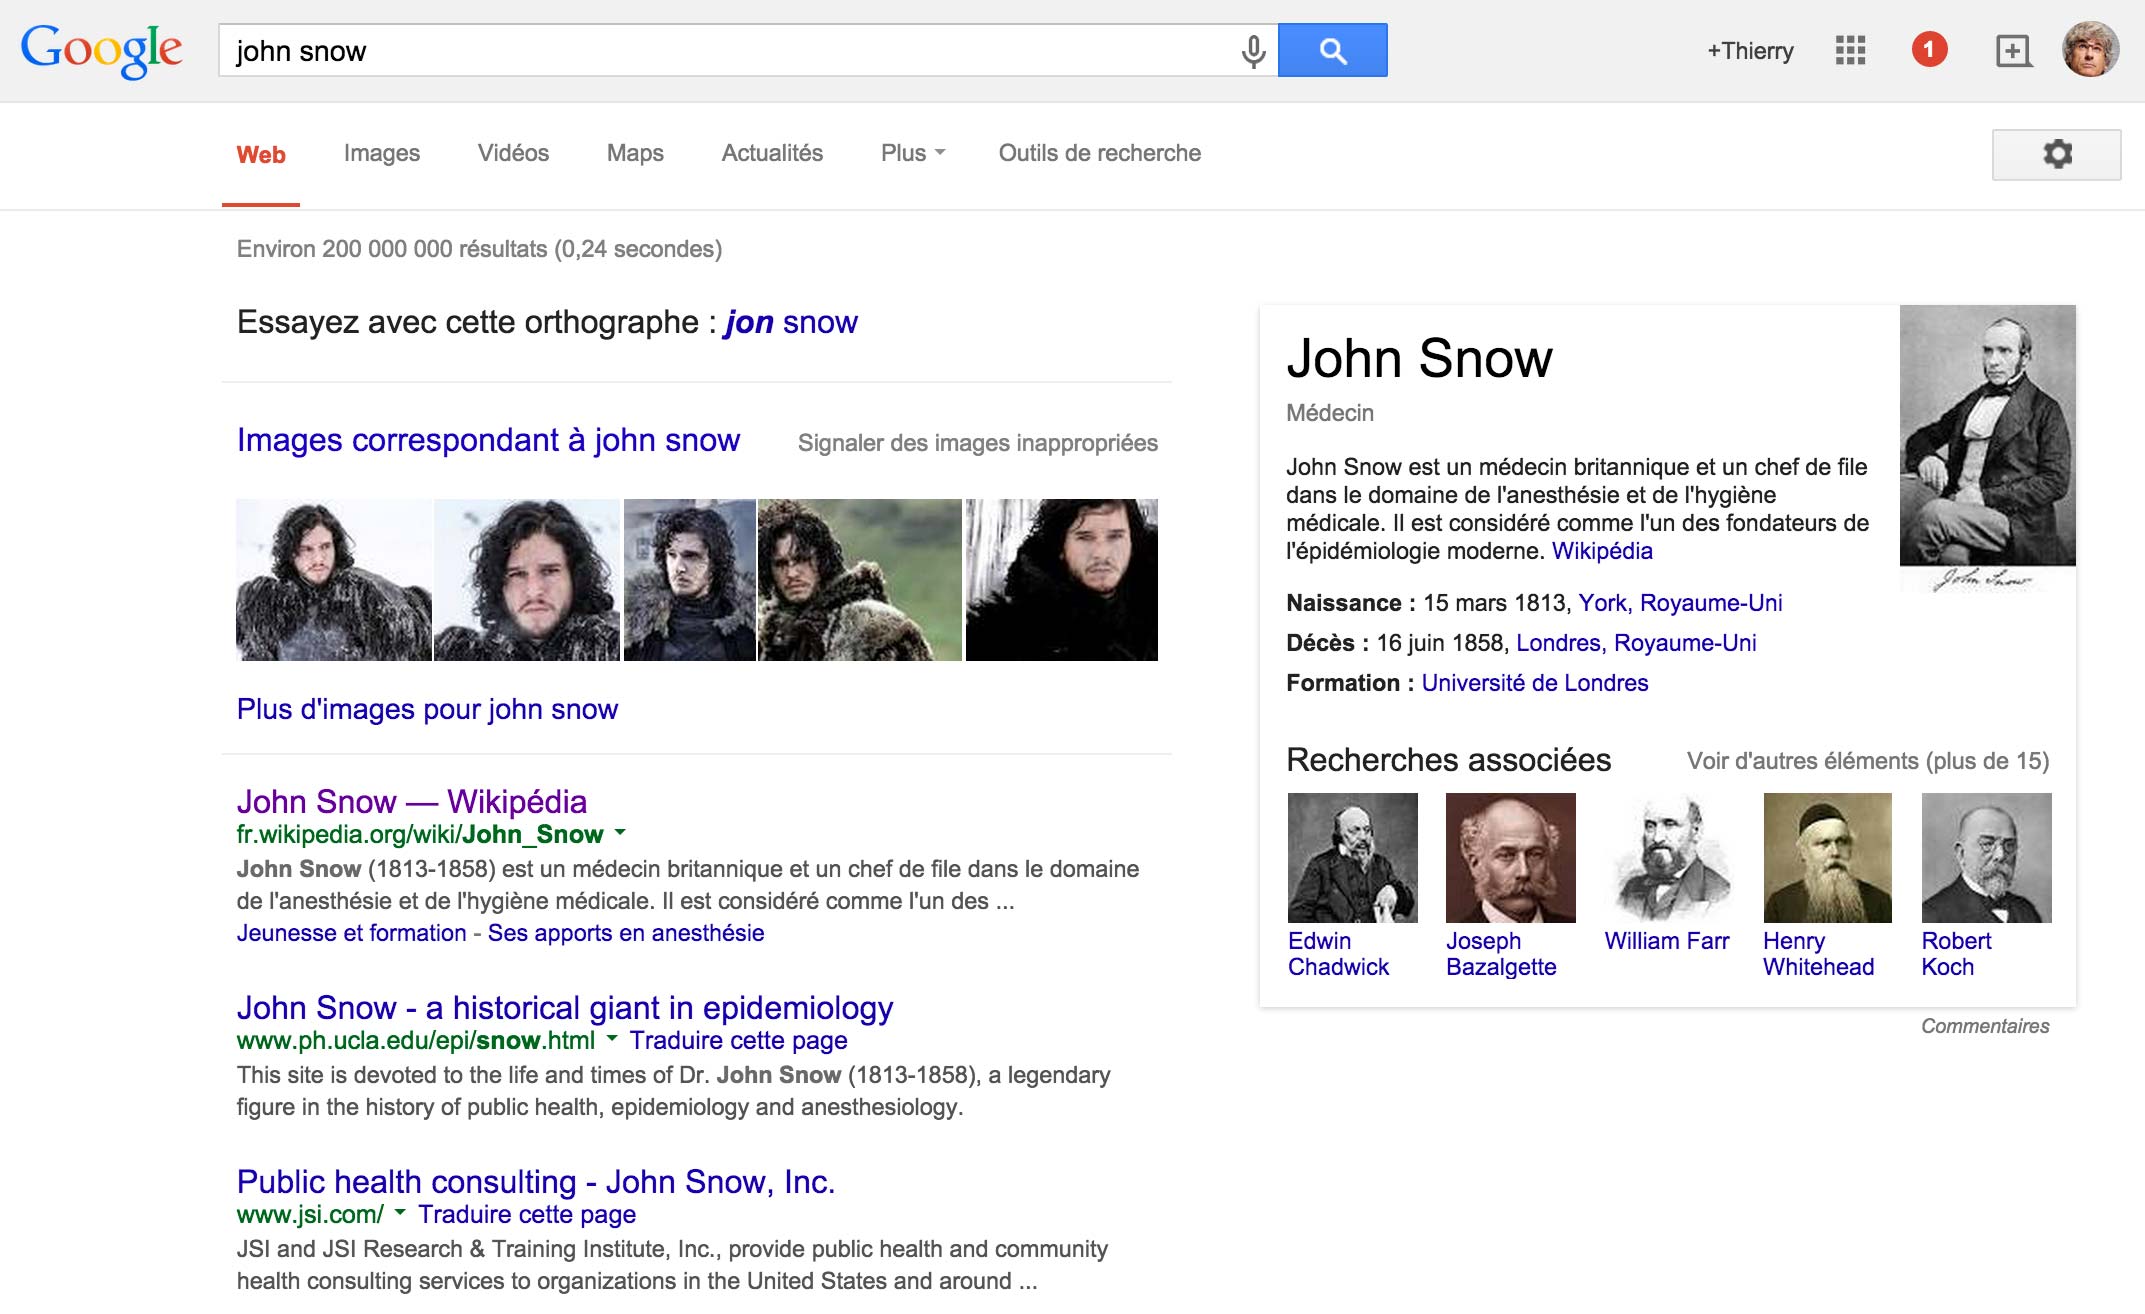 Google
john snow
+Thierry
1
Web
Images
Vidéos
Maps
Actualités
Plus
Outils de recherche
Environ 200 000 000 résultats (0,24 secondes)
Essayez avec cette orthographe : jon snow
Images correspondant à john snow
Signaler des images inappropriées
Plus d'images pour john snow
John Snow — Wikipédia
fr.wikipedia.org/wiki/John_Snow
John Snow (1813-1858) est un médecin britannique et un chef de file dans le domaine
de l'anesthésie et de l'hygiène médicale. Il est considéré comme l'un des ...
Jeunesse et formation - Ses apports en anesthésie
John Snow - a historical giant in epidemiology
www.ph.ucla.edu/epi/snow.html Traduire cette page
This site is devoted to the life and times of Dr. John Snow (1813-1858), a legendary
figure in the history of public health, epidemiology and anesthesiology.
Public health consulting - John Snow, Inc.
www.jsi.com/ Traduire cette page
JSI and JSI Research & Training Institute, Inc., provide public health and community
health consulting services to organizations in the United States and around ...
John Snow
Médecin
John Snow est un médecin britannique et un chef de file
dans le domaine de l'anesthésie et de l'hygiène
médicale. Il est considéré comme l'un des fondateurs de
l'épidémiologie moderne. Wikipédia
John Snow
Naissance : 15 mars 1813, York, Royaume-Uni
Décès : 16 juin 1858, Londres, Royaume-Uni
Formation : Université de Londres
Recherches associées
Voir d'autres éléments (plus de 15)
Edwin
Chadwick
Joseph
Bazalgette
William Farr
Henry
Whitehead
Robert
Koch
Commentaires